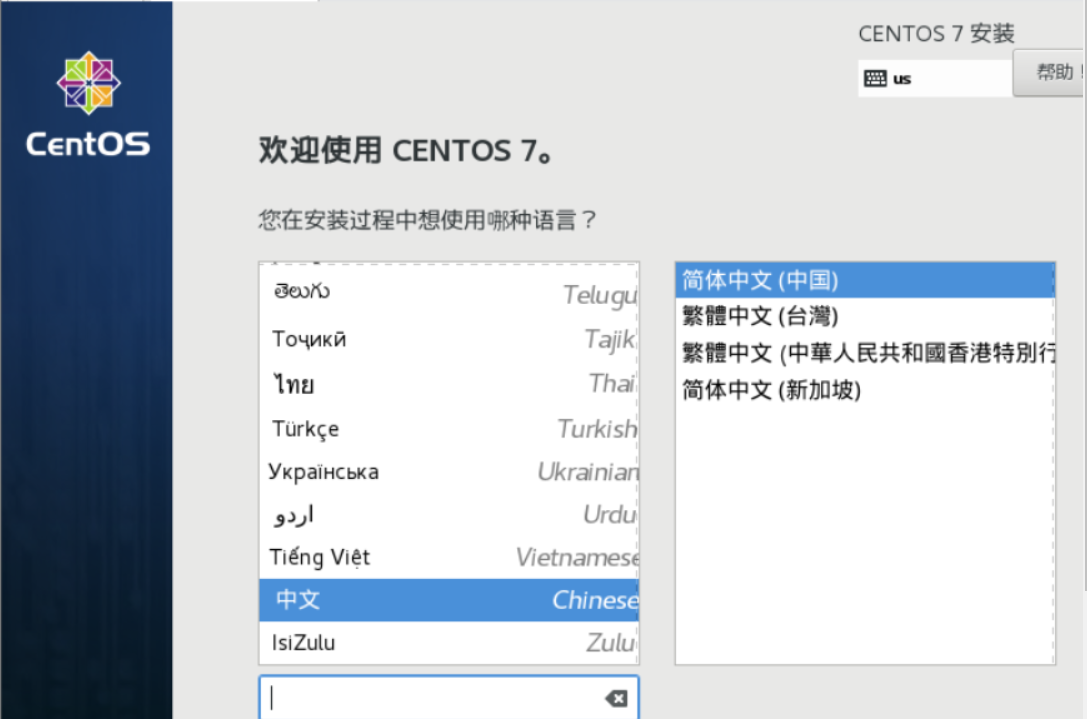 CentOS
CENTOS 7 安装
us
帮助
欢迎使用 CENTOS 7。
您在安装过程中想使用哪种语言？
తెలుగు Telugu
Тоҷикӣ Tajik
ไทย Thai
Türkçe Turkish
Українська Ukrainian
اردو Urdu
Tiếng Việt Vietnamese
中文 Chinese
IsiZulu Zulu
简体中文 (中国)
繁體中文 (台灣)
繁體中文 (中華人民共和國香港特別行
简体中文 (新加坡)